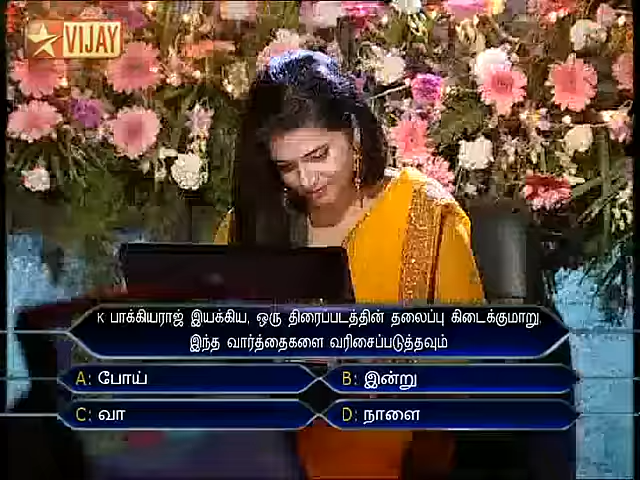 VIJAY
K பாக்கியராஜ் இயக்கிய, ஒரு திரைப்படத்தின் தலைப்பு கிடைக்குமாறு,
இந்த வார்த்தைகளை வரிசைப்படுத்தவும்
A: போய்
B: இன்று
C: வா
D: நாளை